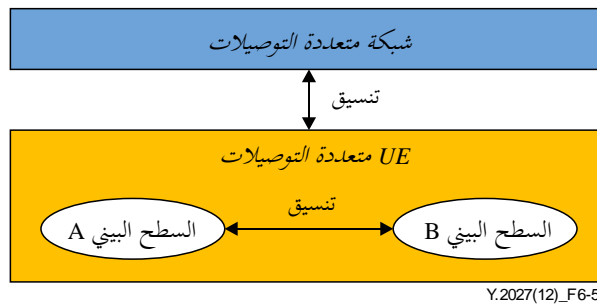 شبكة متعددة التوصيلات
تنسيق
UE متعددة التوصيلات
تنسيق
السطح البيني A
السطح البيني B
Y.2027(12)_F6-5